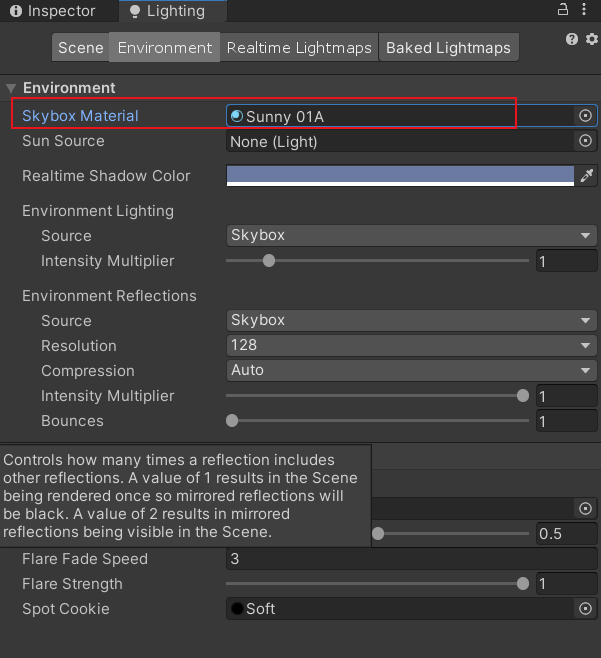 Inspector
Lighting
Scene
Environment
Realtime Lightmaps
Baked Lightmaps
Environment
Skybox Material
Sunny 01A
Sun Source
None (Light)
Realtime Shadow Color
Environment Lighting
Source
Skybox
Intensity Multiplier
1
Environment Reflections
Source
Skybox
Resolution
128
Compression
Auto
Intensity Multiplier
1
Bounces
1
Controls how many times a reflection includes
other reflections. A value of 1 results in the Scene
being rendered once so mirrored reflections will
be black. A value of 2 results in mirrored
reflections being visible in the Scene.
0.5
Flare Fade Speed
3
Flare Strength
1
Spot Cookie
Soft